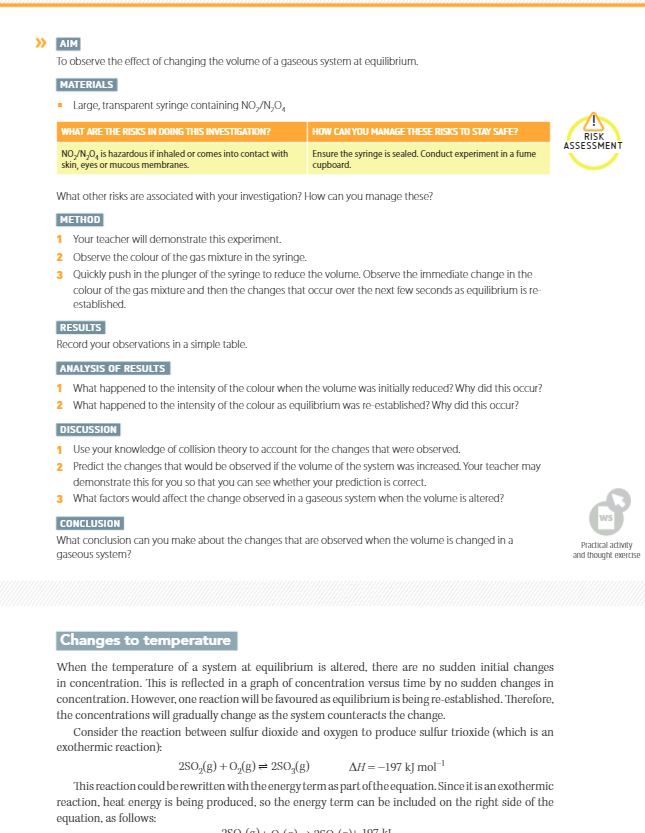 AIM
To observe the effect of changing the volume of a gaseous system at equilibrium.
MATERIALS
Large, transparent syringe containing NO₂/N₂O₄
WHAT ARE THE RISKS IN DOING THIS INVESTIGATION?
HOW CAN YOU MANAGE THESE RISKS TO STAY SAFE?
NO₂/N₂O₄ is hazardous if inhaled or comes into contact with
skin, eyes or mucous membranes.
Ensure the syringe is sealed. Conduct experiment in a fume
cupboard.
!
RISK
ASSESSMENT
What other risks are associated with your investigation? How can you manage these?
METHOD
1 Your teacher will demonstrate this experiment.
2 Observe the colour of the gas mixture in the syringe.
3 Quickly push in the plunger of the syringe to reduce the volume. Observe the immediate change in the
colour of the gas mixture and then the changes that occur over the next few seconds as equilibrium is re-
established.
RESULTS
Record your observations in a simple table.
ANALYSIS OF RESULTS
1 What happened to the intensity of the colour when the volume was initially reduced? Why did this occur?
2 What happened to the intensity of the colour as equilibrium was re-established? Why did this occur?
DISCUSSION
1 Use your knowledge of collision theory to account for the changes that were observed.
2 Predict the changes that would be observed if the volume of the system was increased. Your teacher may
demonstrate this for you so that you can see whether your prediction is correct.
3 What factors would affect the change observed in a gaseous system when the volume is altered?
CONCLUSION
What conclusion can you make about the changes that are observed when the volume is changed in a
gaseous system?
WS
Practical activity
and thought exercise
Changes to temperature
When the temperature of a system at equilibrium is altered, there are no sudden initial changes
in concentration. This is reflected in a graph of concentration versus time by no sudden changes in
concentration. However, one reaction will be favoured as equilibrium is being re-established. Therefore,
the concentrations will gradually change as the system counteracts the change.
Consider the reaction between sulfur dioxide and oxygen to produce sulfur trioxide (which is an
exothermic reaction):
2SO₂(g) + O₂(g) ⇌ 2SO₃(g) ΔH = −197 kJ mol⁻¹
This reaction could be rewritten with the energy term as part of the equation. Since it is an exothermic
reaction, heat energy is being produced, so the energy term can be included on the right side of the
equation, as follows: